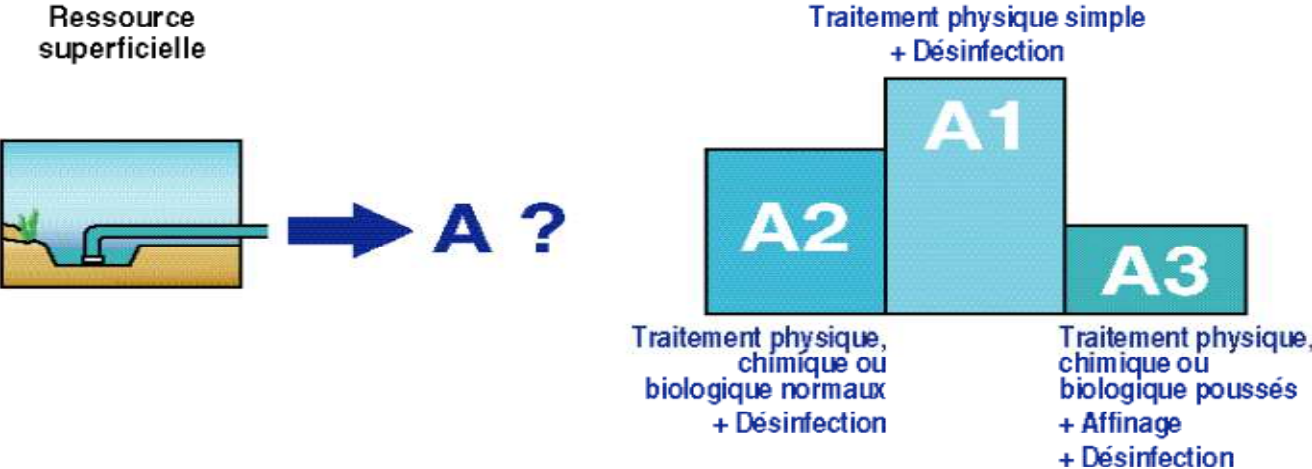 Ressource
superficielle
A ?
Traitement physique simple
+ Désinfection
A1
A2
A3
Traitement physique,
chimique ou
biologique normaux
+ Désinfection
Traitement physique,
chimique ou
biologique poussés
+ Affinage
+ Désinfection